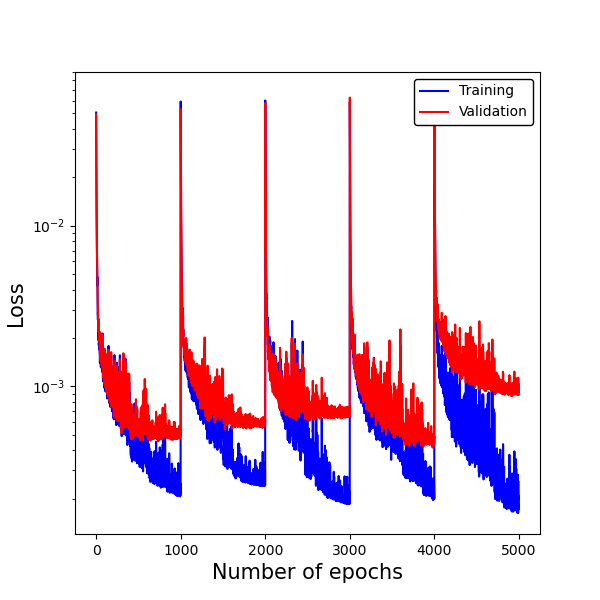 Training
Validation
Loss
10⁻²
10⁻³
0 1000 2000 3000 4000 5000
Number of epochs